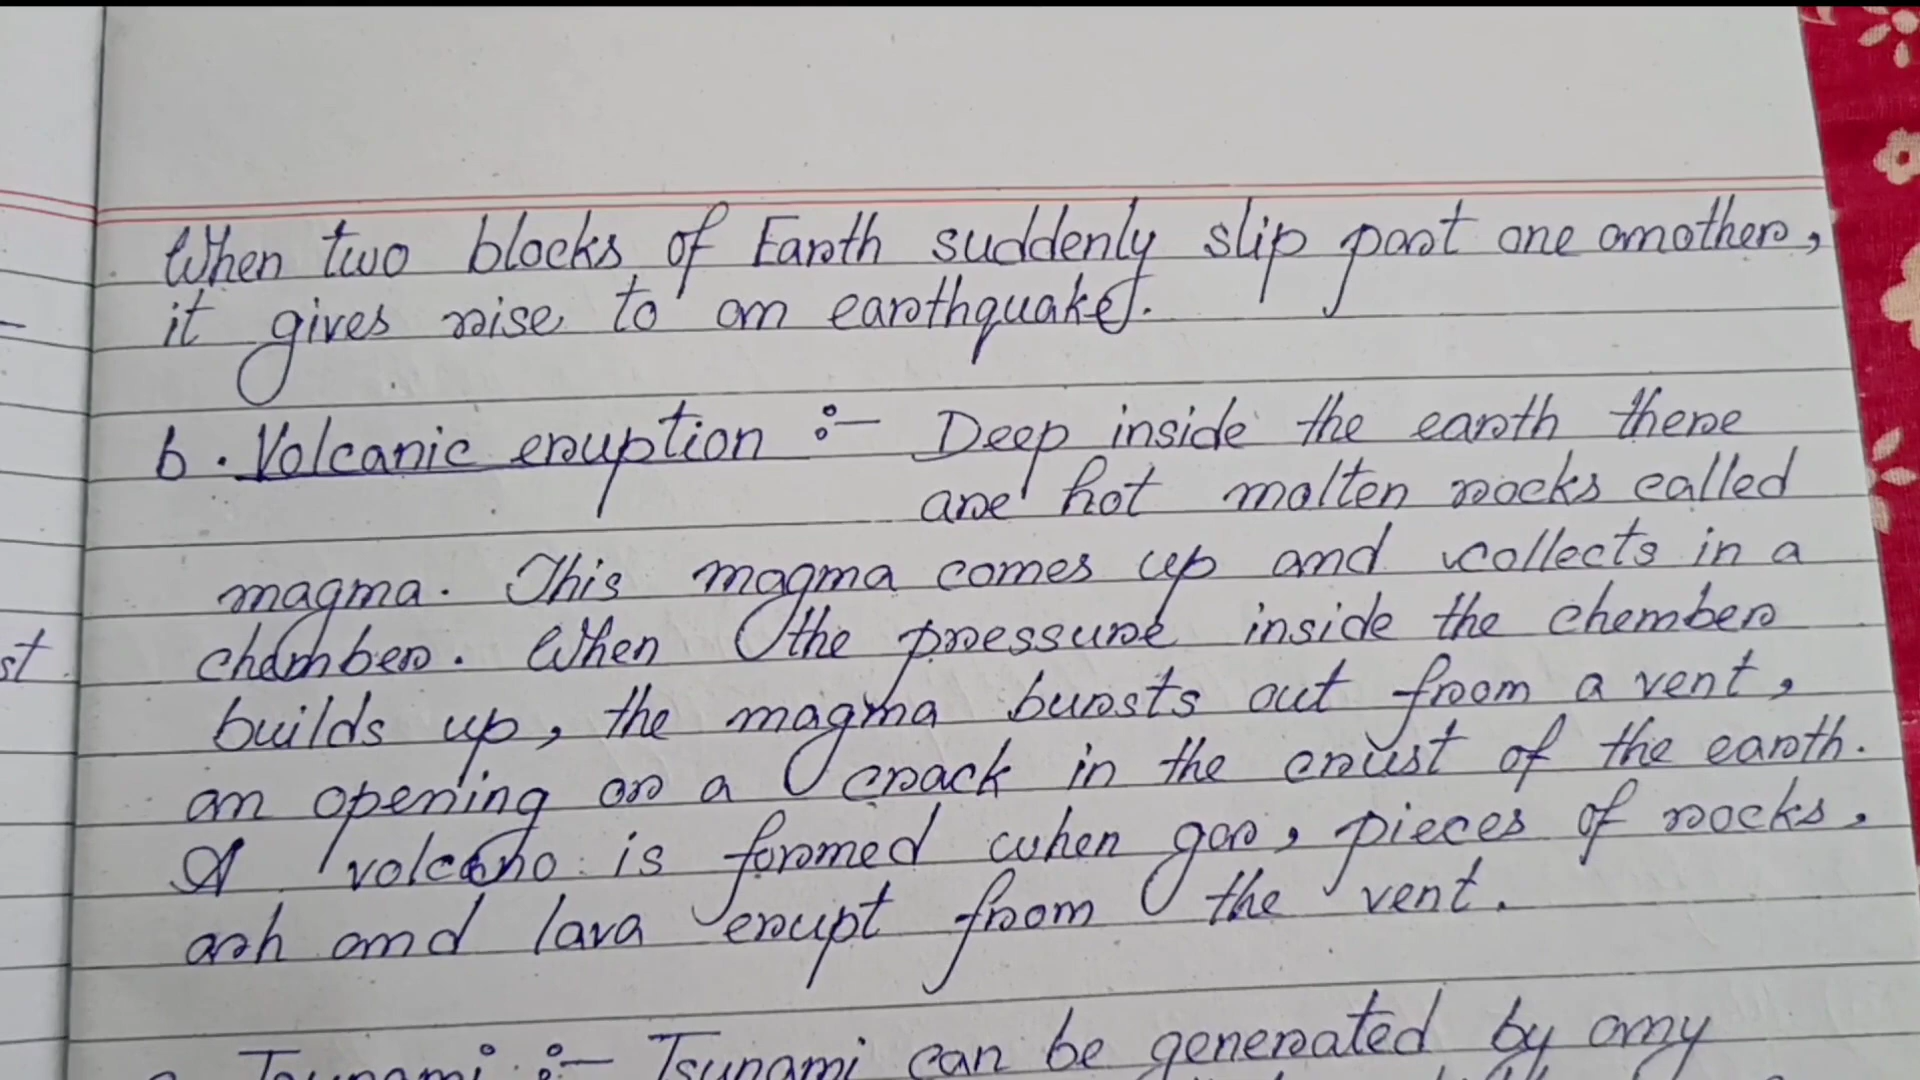 When two blocks of Earth suddenly slip past one another,
it gives raise to an earthquake.
b. Volcanic eruption :- Deep inside the earth there
are hot molten rocks called
magma. This magma comes up and collects in a
chamber. When the pressure inside the chember
builds up, the magma bursts out from a vent,
an opening or a crack in the crust of the earth.
A volcano is formed when gas, pieces of rocks,
ash and lava erupt from the vent.
Tsunami :- Tsunami can be generated by any
st